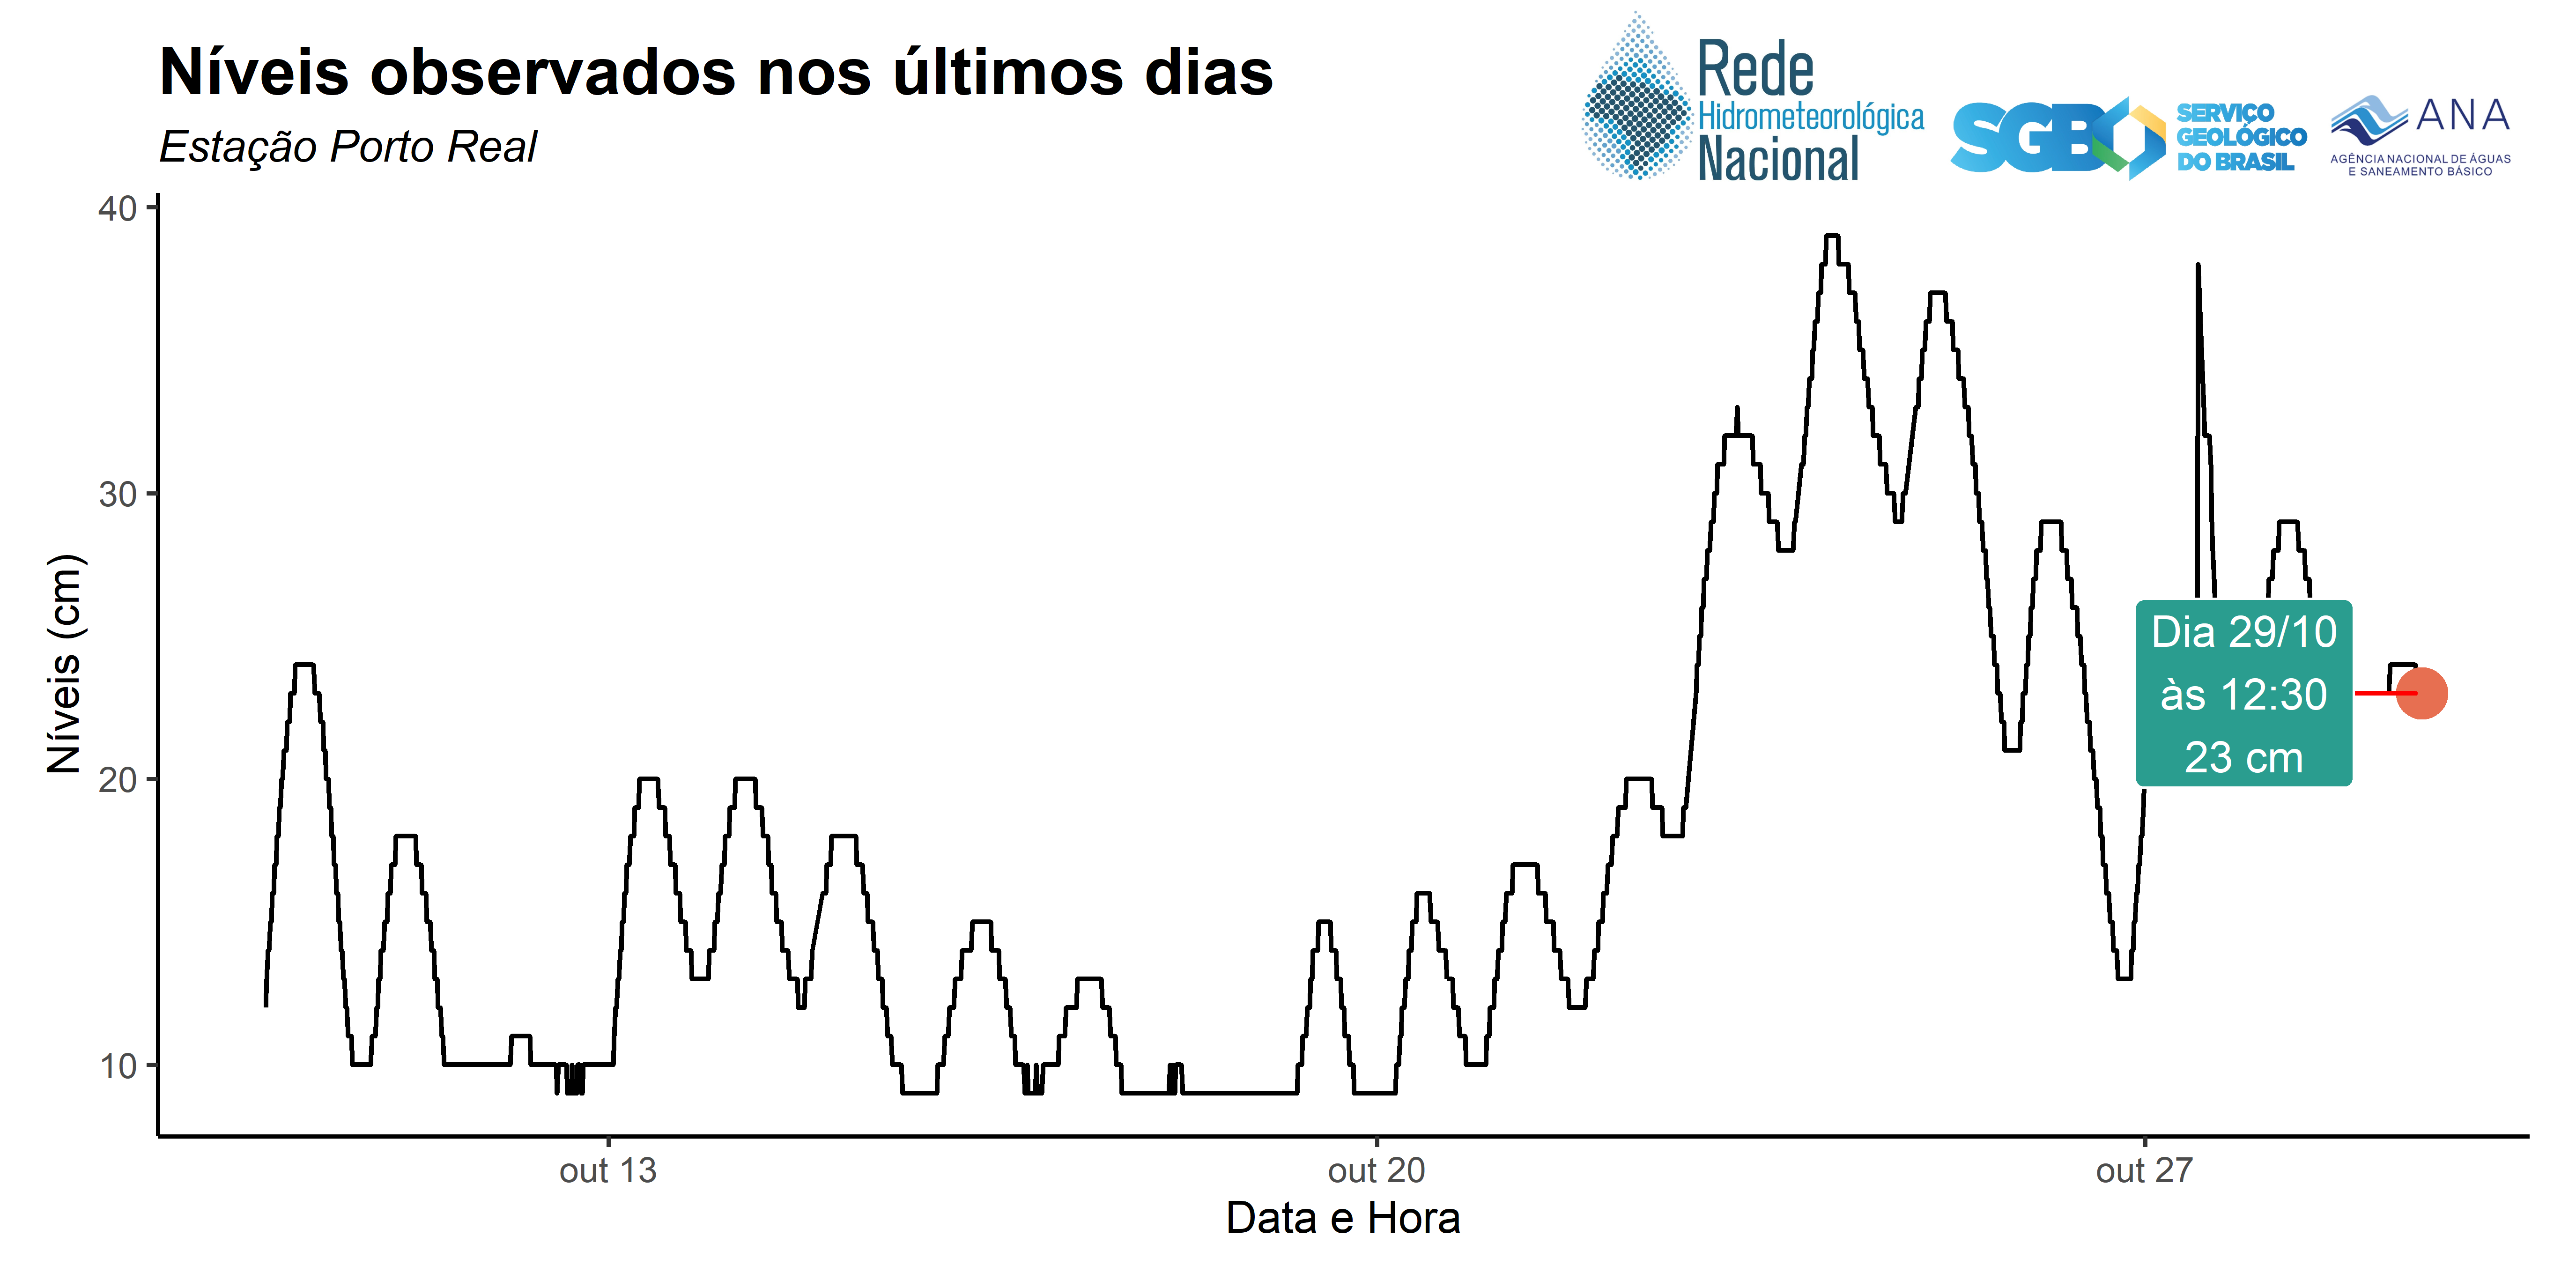 Níveis observados nos últimos dias
Estação Porto Real
Rede
Hidrometeorológica
Nacional
SGB
SERVIÇO
GEOLÓGICO
DO BRASIL
ANA
AGÊNCIA NACIONAL DE ÁGUAS
E SANEAMENTO BÁSICO
40
30
20
10
Níveis (cm)
Dia 29/10
às 12:30
23 cm
out 13
out 20
out 27
Data e Hora